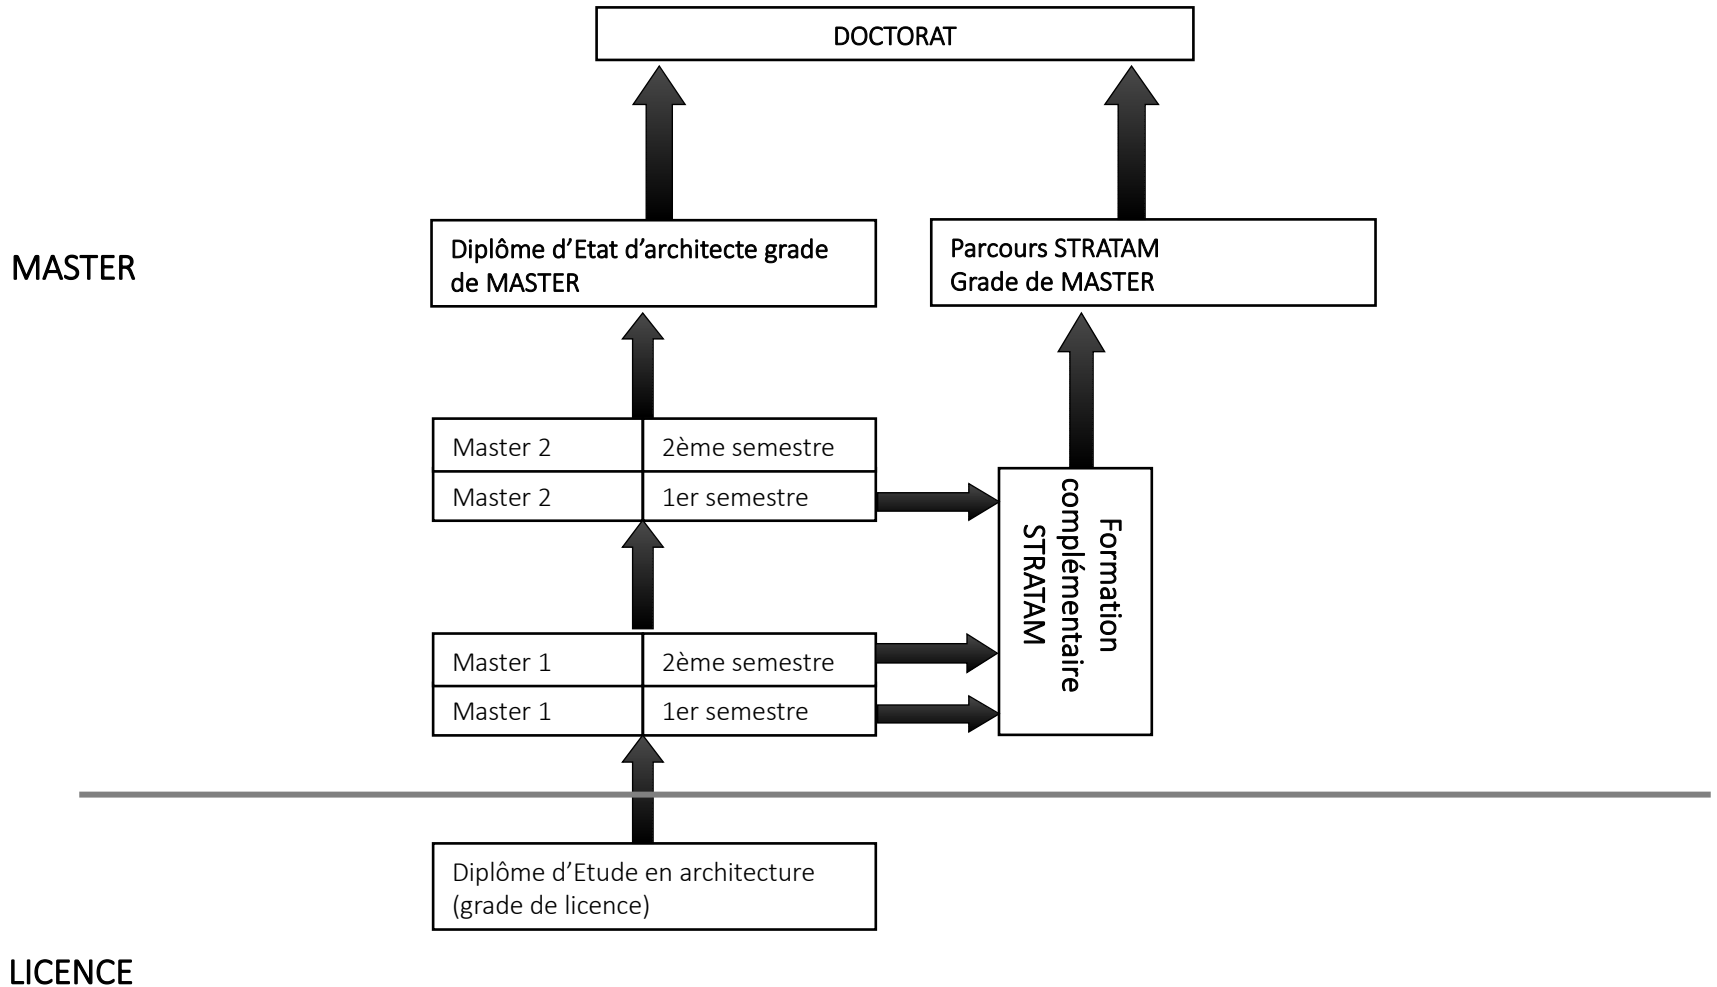 DOCTORAT
MASTER
Diplôme d’Etat d’architecte grade
de MASTER
Parcours STRATAM
Grade de MASTER
Master 2
2ème semestre
Master 2
1er semestre
Formation
complémentaire
STRATAM
Master 1
2ème semestre
Master 1
1er semestre
Diplôme d’Etude en architecture
(grade de licence)
LICENCE